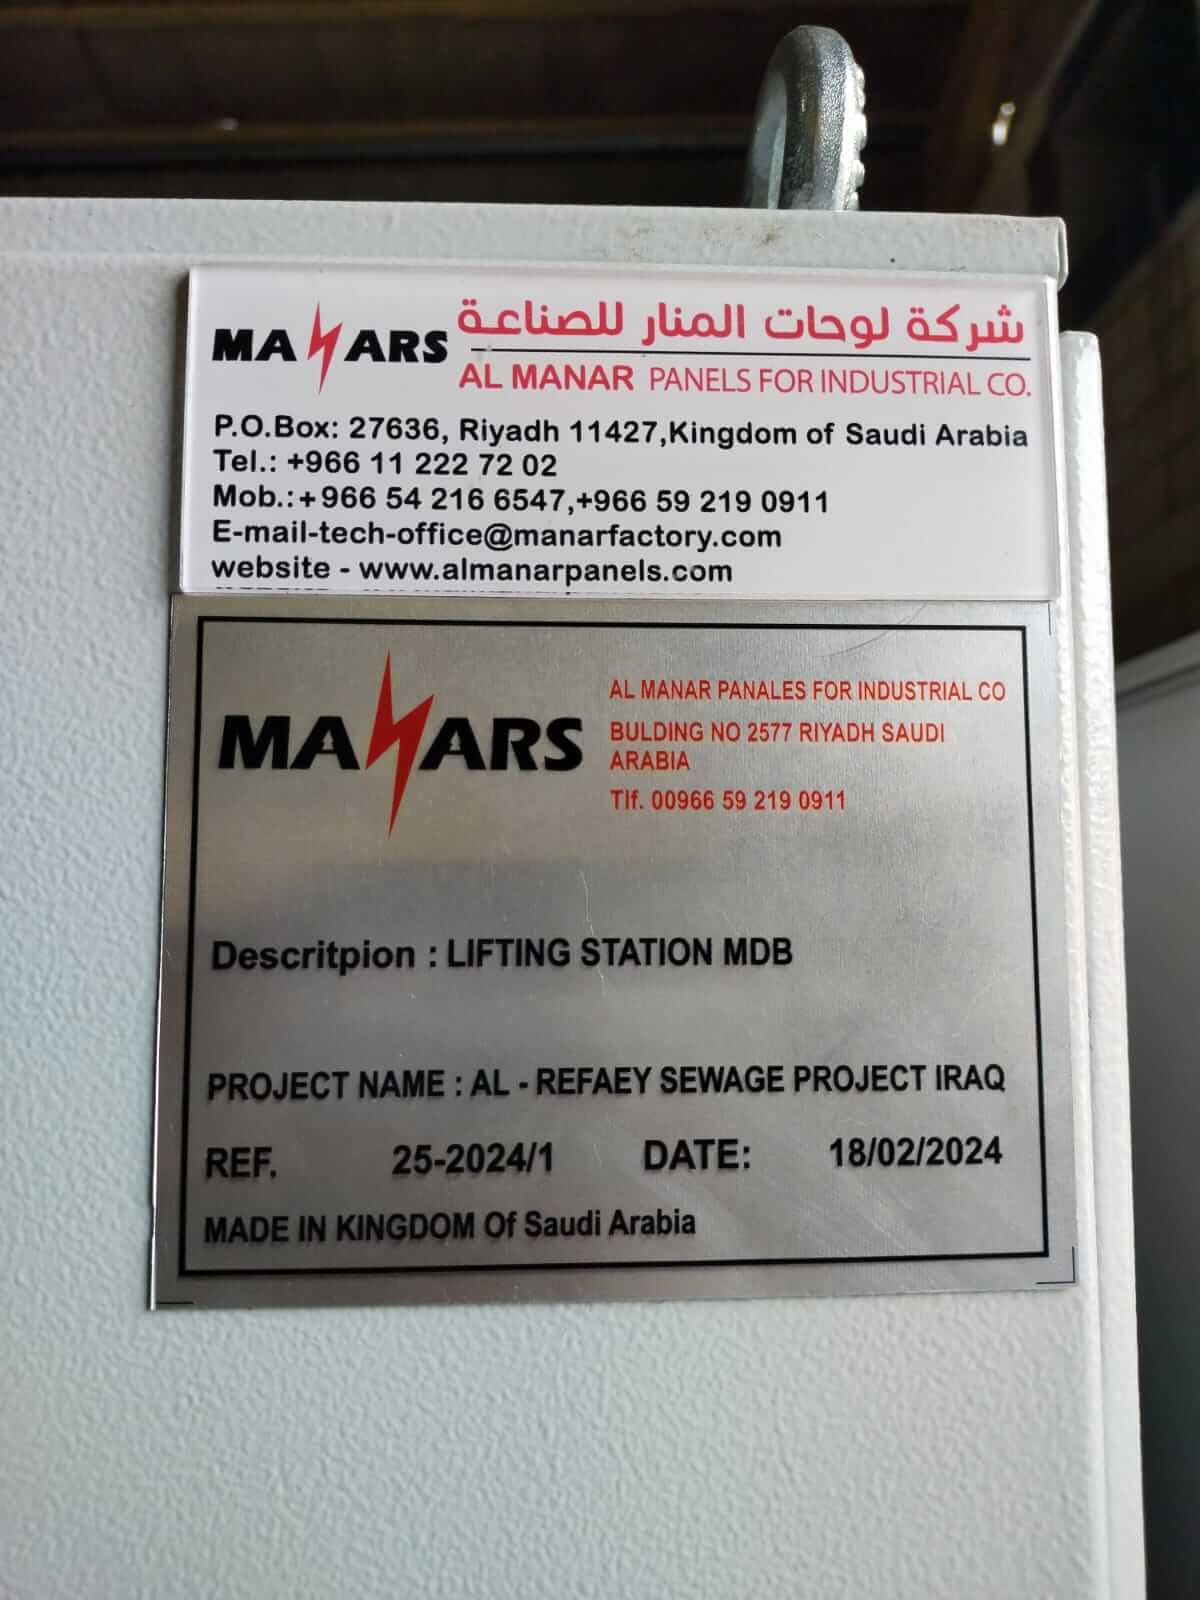 MANARS
شركة لوحات المنار للصناعة
AL MANAR PANELS FOR INDUSTRIAL CO.
P.O.Box: 27636, Riyadh 11427,Kingdom of Saudi Arabia
Tel.: +966 11 222 72 02
Mob.:+966 54 216 6547,+966 59 219 0911
E-mail-tech-office@manarfactory.com
website - www.almanarpanels.com
MANARS
AL MANAR PANALES FOR INDUSTRIAL CO
BULDING NO 2577 RIYADH SAUDI
ARABIA
Tlf. 00966 59 219 0911
Descritpion : LIFTING STATION MDB
PROJECT NAME : AL - REFAEY SEWAGE PROJECT IRAQ
REF. 25-2024/1 DATE: 18/02/2024
MADE IN KINGDOM Of Saudi Arabia